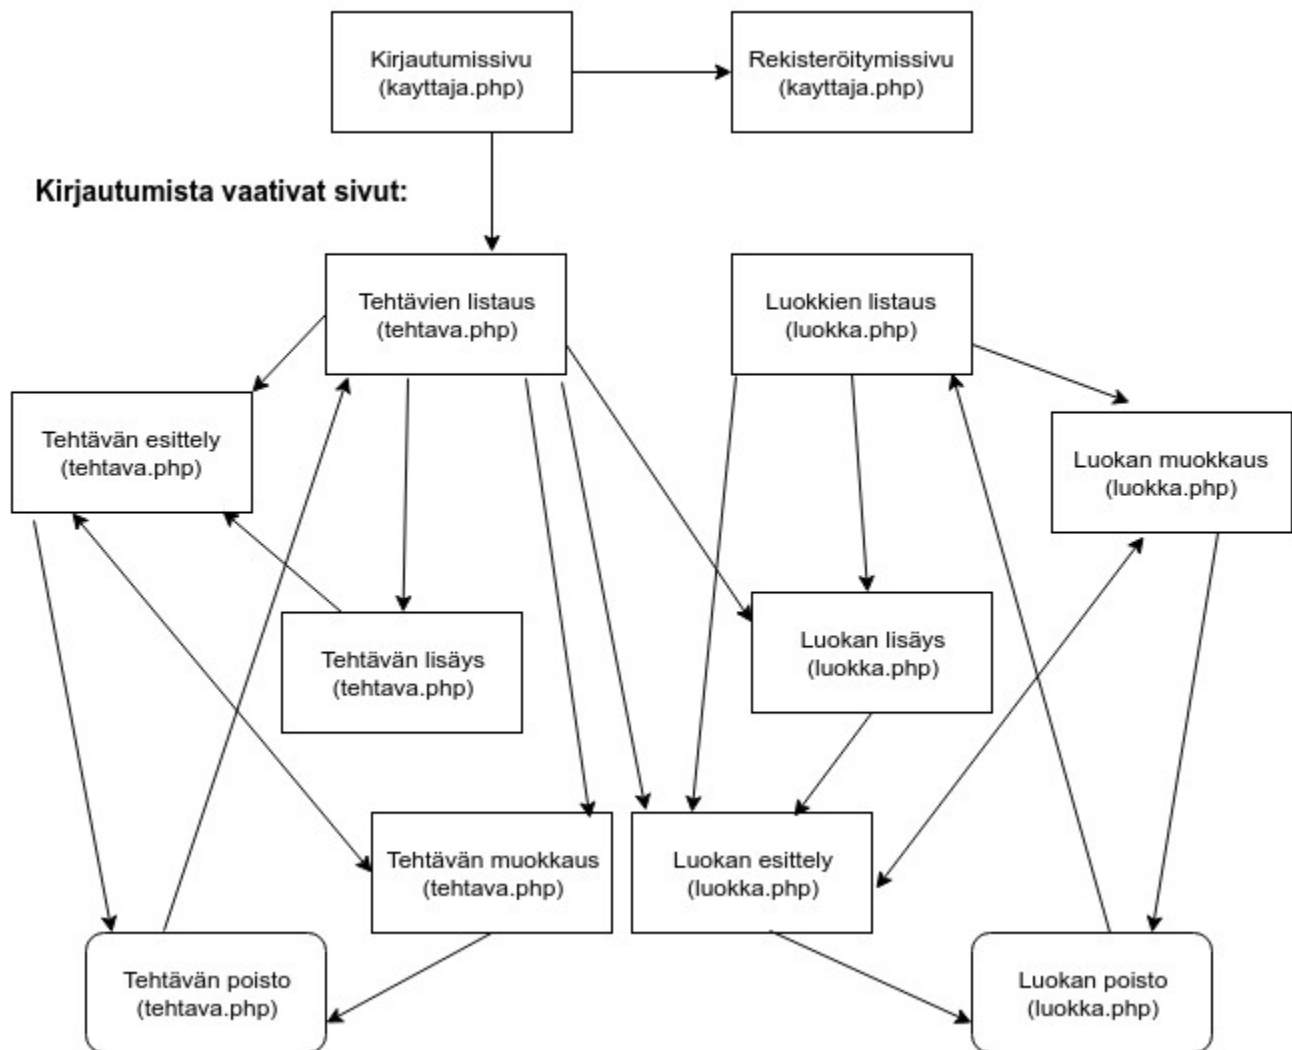 Kirjautumissivu
(kayttaja.php)
Rekisteröitymissivu
(kayttaja.php)
Kirjautumista vaativat sivut:
Tehtävien listaus
(tehtava.php)
Luokkien listaus
(luokka.php)
Tehtävän esittely
(tehtava.php)
Luokan muokkaus
(luokka.php)
Tehtävän lisäys
(tehtava.php)
Luokan lisäys
(luokka.php)
Tehtävän muokkaus
(tehtava.php)
Luokan esittely
(luokka.php)
Tehtävän poisto
(tehtava.php)
Luokan poisto
(luokka.php)